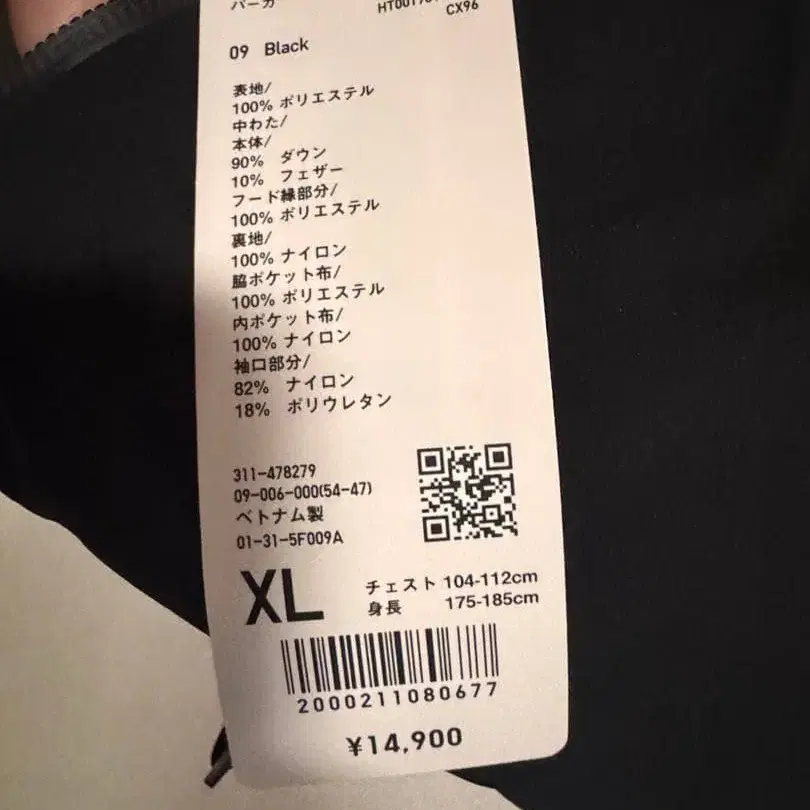 パーカ
CX96
09 Black
表地/
100% ポリエステル
中わた/
本体/
90% ダウン
10% フェザー
フード縁部分/
100% ポリエステル
裏地/
100% ナイロン
脇ポケット布/
100% ポリエステル
内ポケット布/
100% ナイロン
袖口部分/
82% ナイロン
18% ポリウレタン
311-478279
09-006-000(54-47)
ベトナム製
01-31-5F009A
XL
チェスト 104-112cm
身長 175-185cm
2000211080677
¥14,900